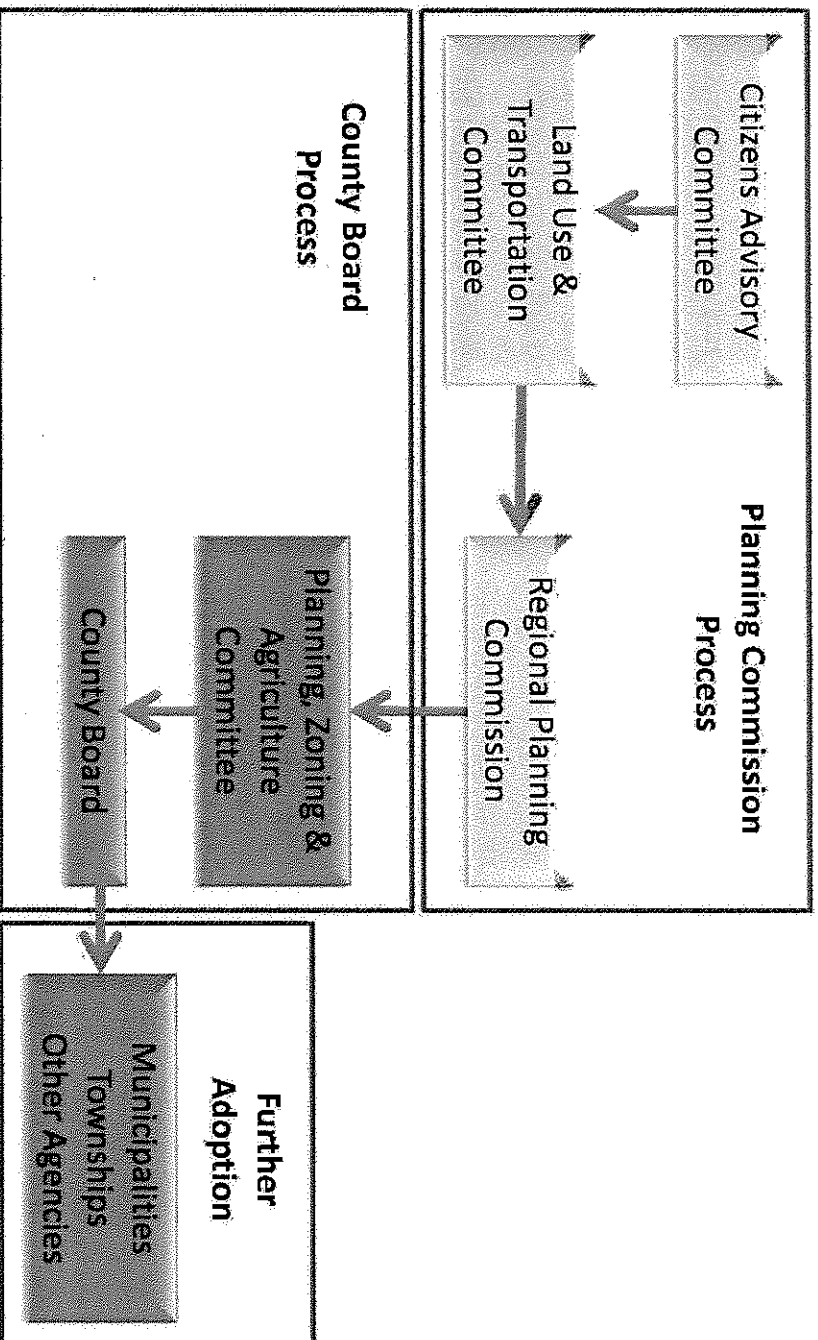 Planning Commission
Process
Citizens Advisory
Committee
Land Use &
Transportation
Committee
Regional Planning
Commission
County Board
Process
Planning, Zoning &
Agriculture
Committee
County Board
Further
Adoption
Municipalities
Townships
Other Agencies